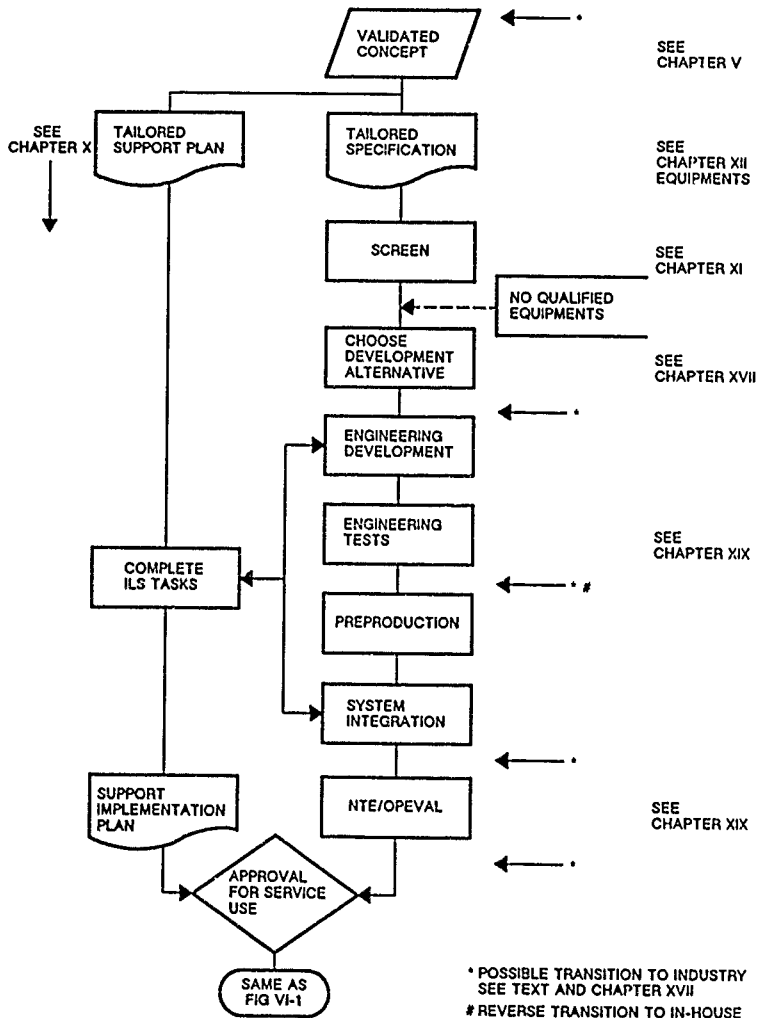 VALIDATED
CONCEPT
*
SEE
CHAPTER V
SEE
CHAPTER X
TAILORED
SUPPORT PLAN
TAILORED
SPECIFICATION
SEE
CHAPTER XII
EQUIPMENTS
SCREEN
SEE
CHAPTER XI
NO QUALIFIED
EQUIPMENTS
CHOOSE
DEVELOPMENT
ALTERNATIVE
SEE
CHAPTER XVII
*
ENGINEERING
DEVELOPMENT
ENGINEERING
TESTS
SEE
CHAPTER XIX
COMPLETE
ILS TASKS
* #
PREPRODUCTION
SYSTEM
INTEGRATION
*
SUPPORT
IMPLEMENTATION
PLAN
NTE/OPEVAL
SEE
CHAPTER XIX
*
APPROVAL
FOR SERVICE
USE
SAME AS
FIG VI-1
* POSSIBLE TRANSITION TO INDUSTRY
SEE TEXT AND CHAPTER XVII
# REVERSE TRANSITION TO IN-HOUSE